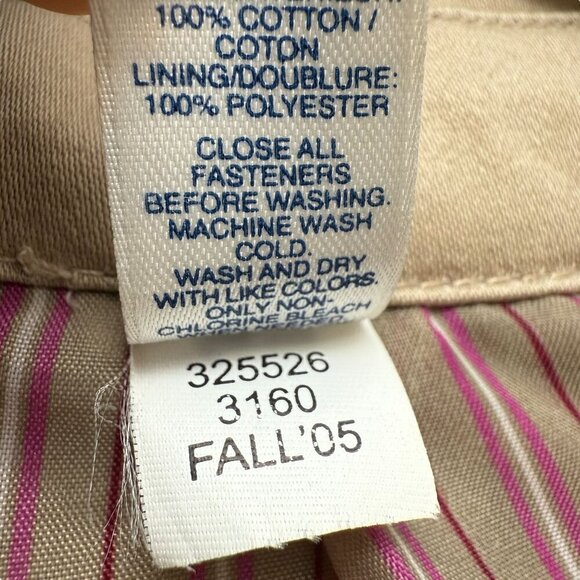 100% COTTON /
COTON
LINING/DOUBLURE:
100% POLYESTER
CLOSE ALL
FASTENERS
BEFORE WASHING.
MACHINE WASH
COLD.
WASH AND DRY
WITH LIKE COLORS.
ONLY NON-
CHLORINE BLEACH
325526
3160
FALL'05